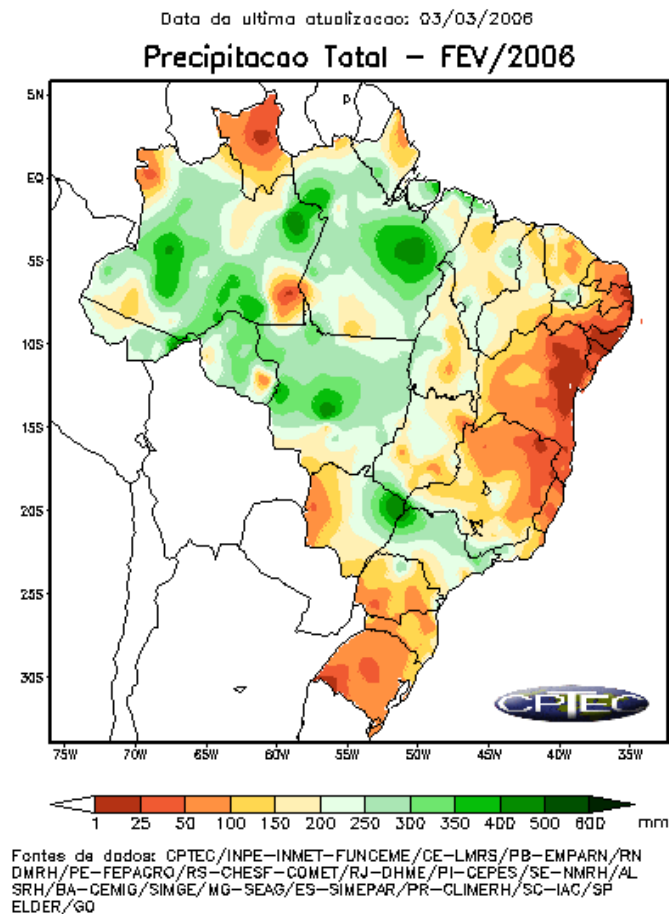 Data da ultima atualizacao: 03/03/2006
Precipitacao Total – FEV/2006
5N
EQ
5S
10S
15S
20S
25S
30S
CPTEC
75W 70W 65W 60W 55W 50W 45W 40W 35W
1 25 50 100 150 200 250 300 350 400 500 600 mm
Fontes de dados: CPTEC/INPE-INMET-FUNCEME/CE-LMRS/PB-EMPARN/RN
DMRH/PE-FEPAGRO/RS-CHESF-COMET/RJ-DHME/PI-CEPES/SE-NMRH/AL
SRH/BA-CEMIG/SIMGE/MG-SEAG/ES-SIMEPAR/PR-CLIMERH/SC-IAC/SP
ELDER/GO